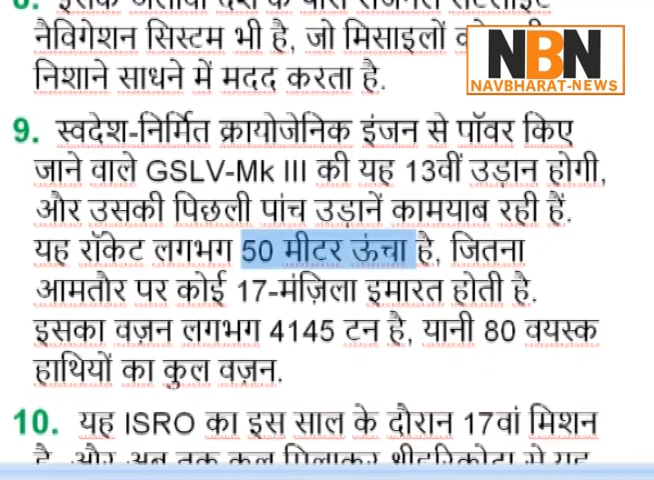 नैविगेशन सिस्टम भी है, जो मिसाइलों
निशाने साधने में मदद करता है.
NBN
NAVBHARAT-NEWS
9. स्वदेश-निर्मित क्रायोजेनिक इंजन से पॉवर किए
जाने वाले GSLV-Mk III की यह 13वीं उड़ान होगी,
और उसकी पिछली पांच उड़ानें कामयाब रही हैं.
यह रॉकेट लगभग 50 मीटर ऊंचा है, जितना
आमतौर पर कोई 17-मंज़िला इमारत होती है.
इसका वज़न लगभग 4145 टन है, यानी 80 वयस्क
हाथियों का कुल वज़न.
10. यह ISRO का इस साल के दौरान 17वां मिशन